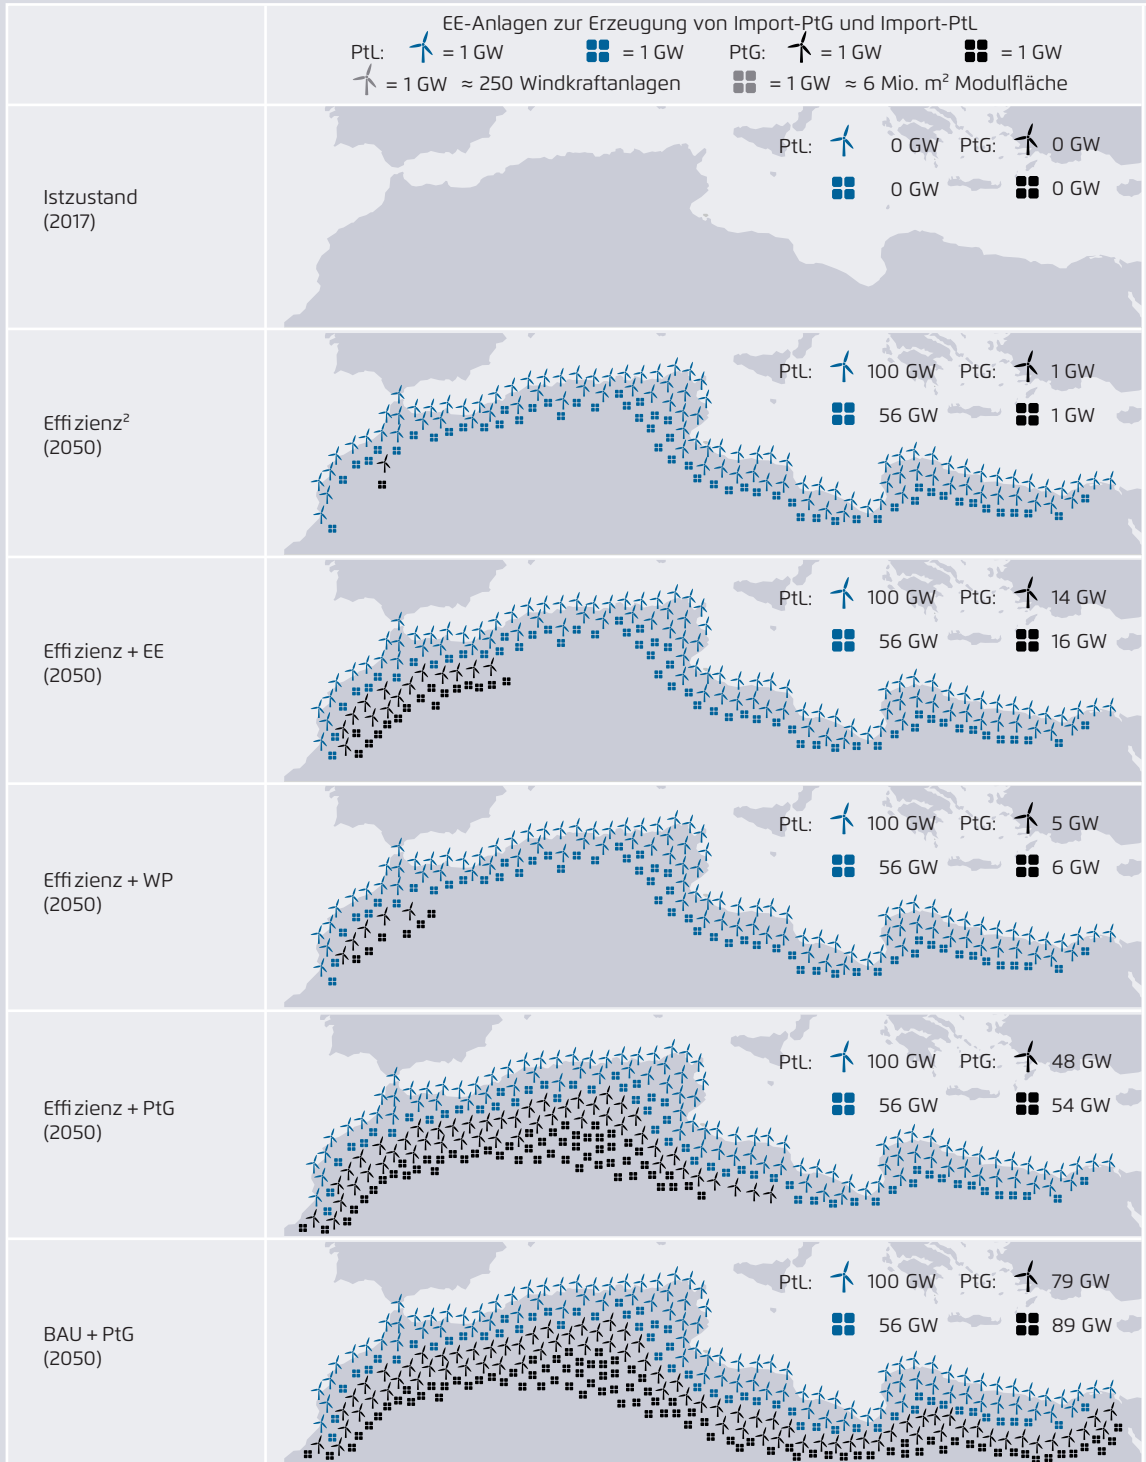 EE-Anlagen zur Erzeugung von Import-PtG und Import-PtL
PtL: = 1 GW = 1 GW PtG: = 1 GW = 1 GW
= 1 GW ≈ 250 Windkraftanlagen = 1 GW ≈ 6 Mio. m² Modulfläche
Istzustand
(2017)
PtL: 0 GW PtG: 0 GW
0 GW 0 GW
Effizienz²
(2050)
PtL: 100 GW PtG: 1 GW
56 GW 1 GW
Effizienz + EE
(2050)
PtL: 100 GW PtG: 14 GW
56 GW 16 GW
Effizienz + WP
(2050)
PtL: 100 GW PtG: 5 GW
56 GW 6 GW
Effizienz + PtG
(2050)
PtL: 100 GW PtG: 48 GW
56 GW 54 GW
BAU + PtG
(2050)
PtL: 100 GW PtG: 79 GW
56 GW 89 GW